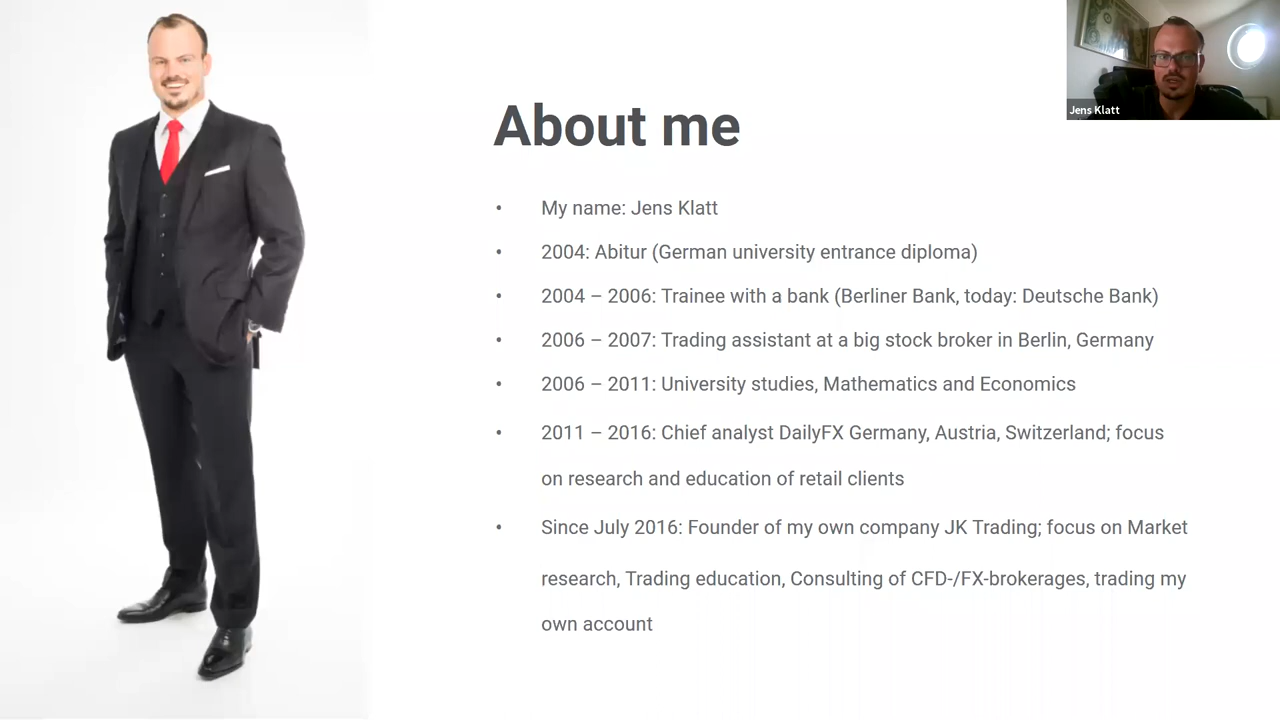 Jens Klatt
About me
• My name: Jens Klatt
• 2004: Abitur (German university entrance diploma)
• 2004 – 2006: Trainee with a bank (Berliner Bank, today: Deutsche Bank)
• 2006 – 2007: Trading assistant at a big stock broker in Berlin, Germany
• 2006 – 2011: University studies, Mathematics and Economics
• 2011 – 2016: Chief analyst DailyFX Germany, Austria, Switzerland; focus
on research and education of retail clients
• Since July 2016: Founder of my own company JK Trading; focus on Market
research, Trading education, Consulting of CFD-/FX-brokerages, trading my
own account